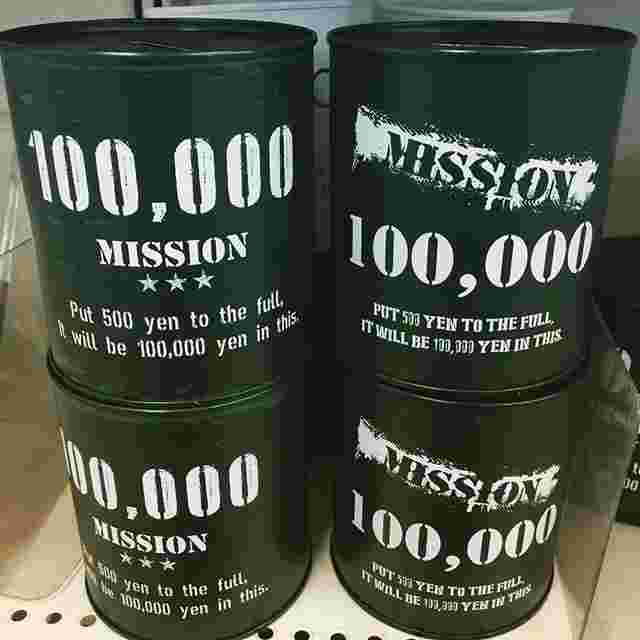 100,000
MISSION
Put 500 yen to the full,
It will be 100,000 yen in this.
MISSION
100,000
PUT 500 YEN TO THE FULL,
IT WILL BE 100,000 YEN IN THIS.
100,000
MISSION
500 yen to the full,
be 100,000 yen in this.
MISSION
100,000
PUT 500 YEN TO THE FULL,
IT WILL BE 100,000 YEN IN THIS.
00